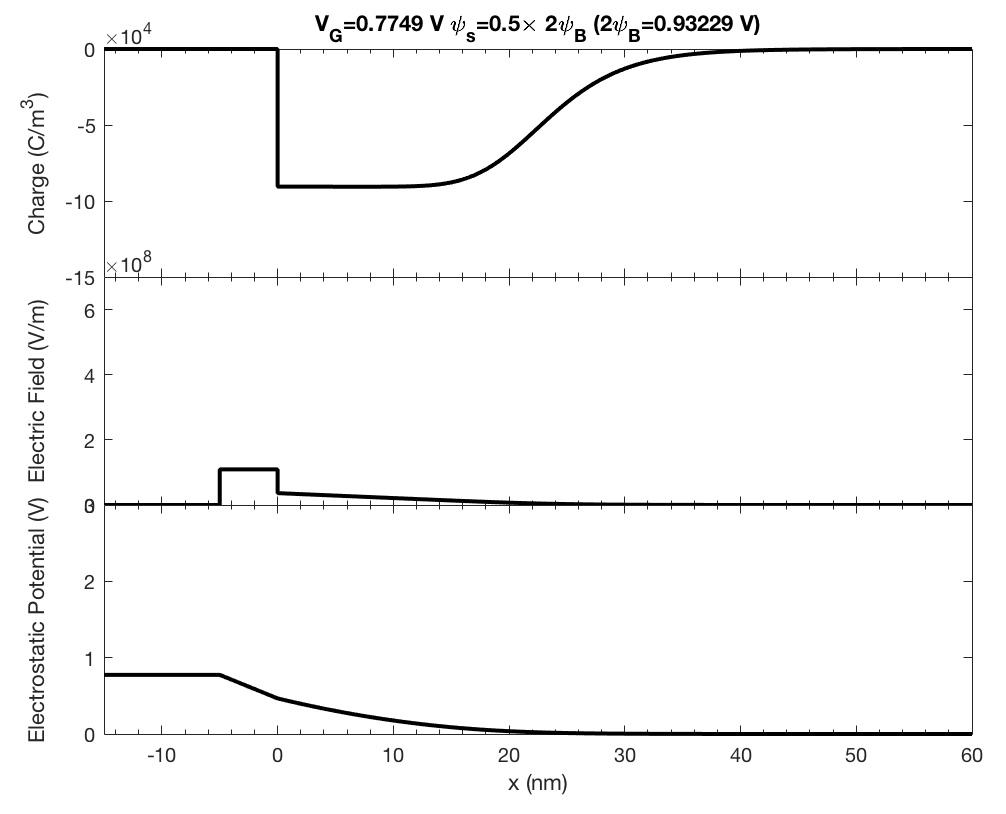 V_G=0.7749 V ψ_s=0.5× 2ψ_B (2ψ_B=0.93229 V)
×10^4
0
-5
-10
-15
Charge (C/m^3)
×10^8
6
4
2
0
Electric Field (V/m)
3
2
1
0
Electrostatic Potential (V)
-10 0 10 20 30 40 50 60
x (nm)